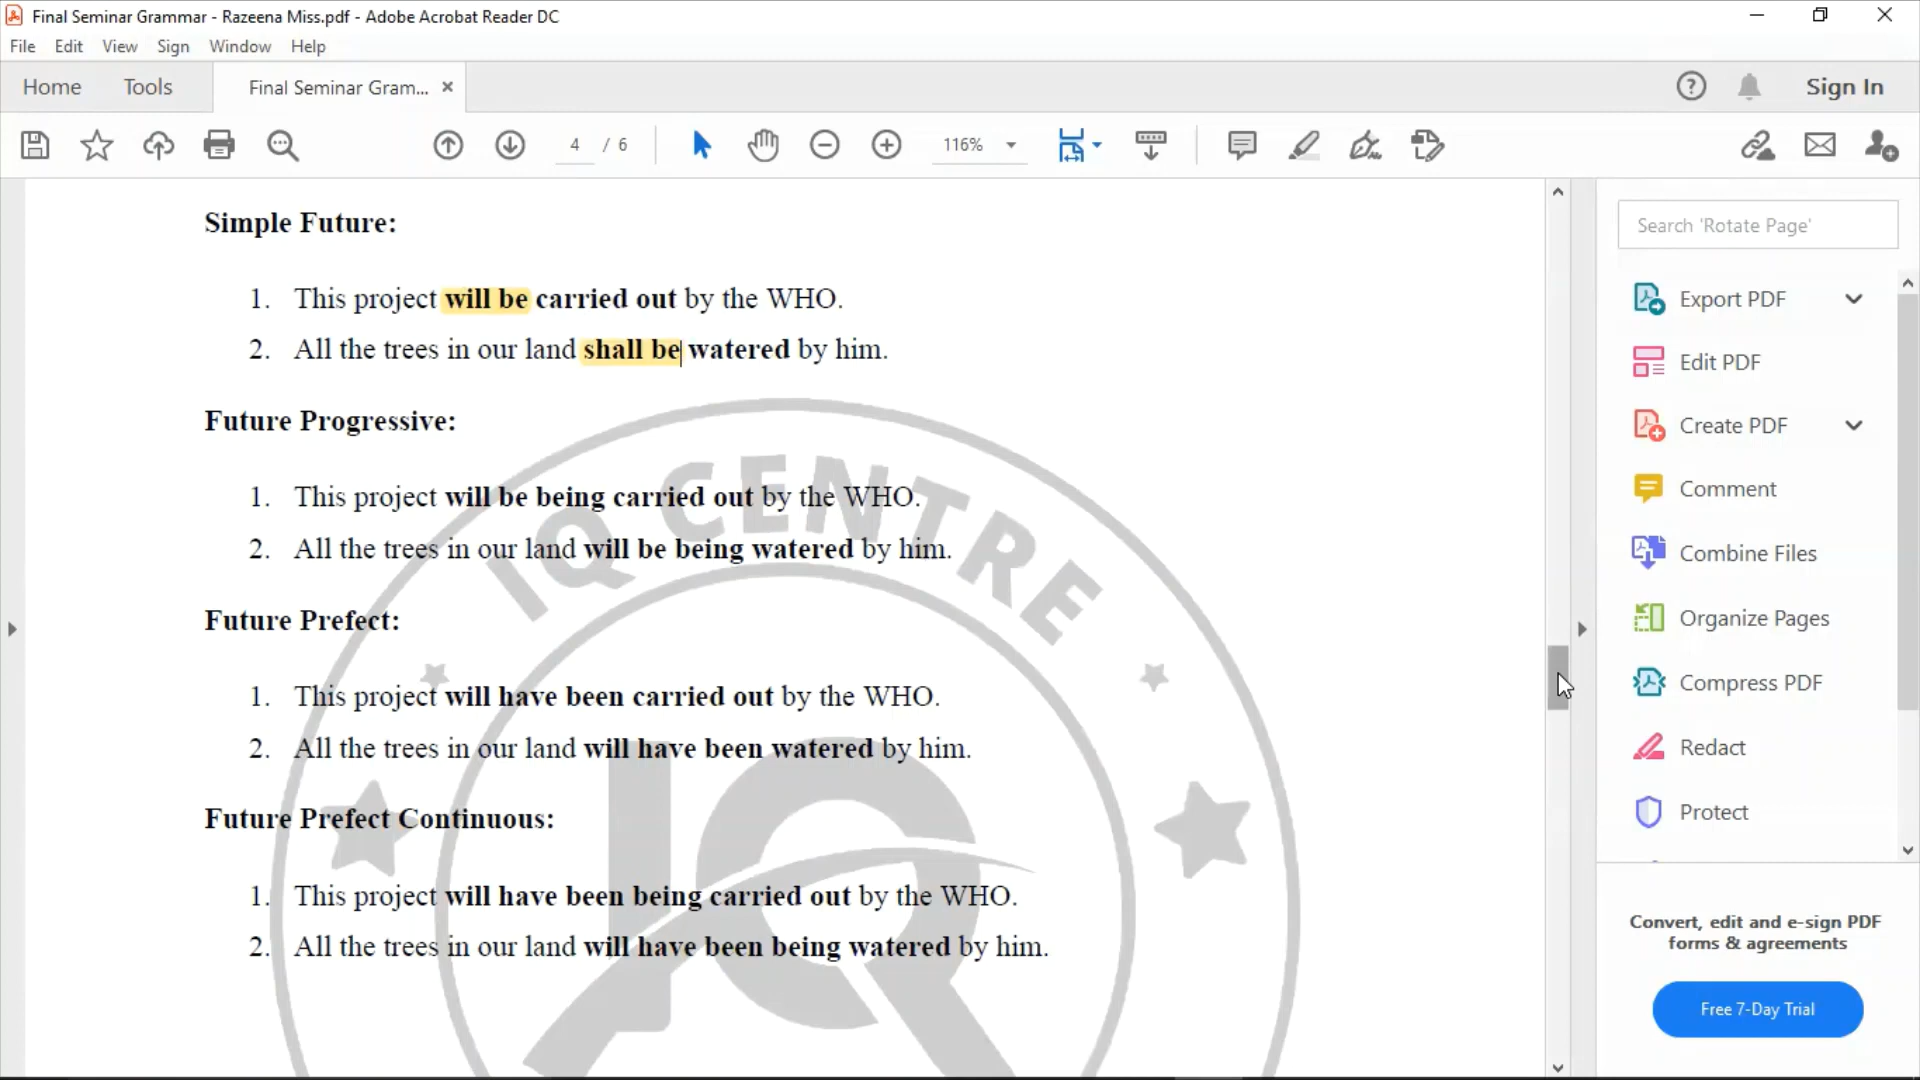 Final Seminar Grammar - Razeena Miss.pdf - Adobe Acrobat Reader DC
File Edit View Sign Window Help
Home Tools Final Seminar Gram... Sign In
4 / 6 116%
Search 'Rotate Page'
Simple Future:
1. This project will be carried out by the WHO.
2. All the trees in our land shall be watered by him.
Future Progressive:
1. This project will be being carried out by the WHO.
2. All the trees in our land will be being watered by him.
Future Prefect:
1. This project will have been carried out by the WHO.
2. All the trees in our land will have been watered by him.
Future Prefect Continuous:
1. This project will have been being carried out by the WHO.
2. All the trees in our land will have been being watered by him.
IQ CENTRE
IQ
Export PDF
Edit PDF
Create PDF
Comment
Combine Files
Organize Pages
Compress PDF
Redact
Protect
Convert, edit and e-sign PDF
forms & agreements
Free 7-Day Trial